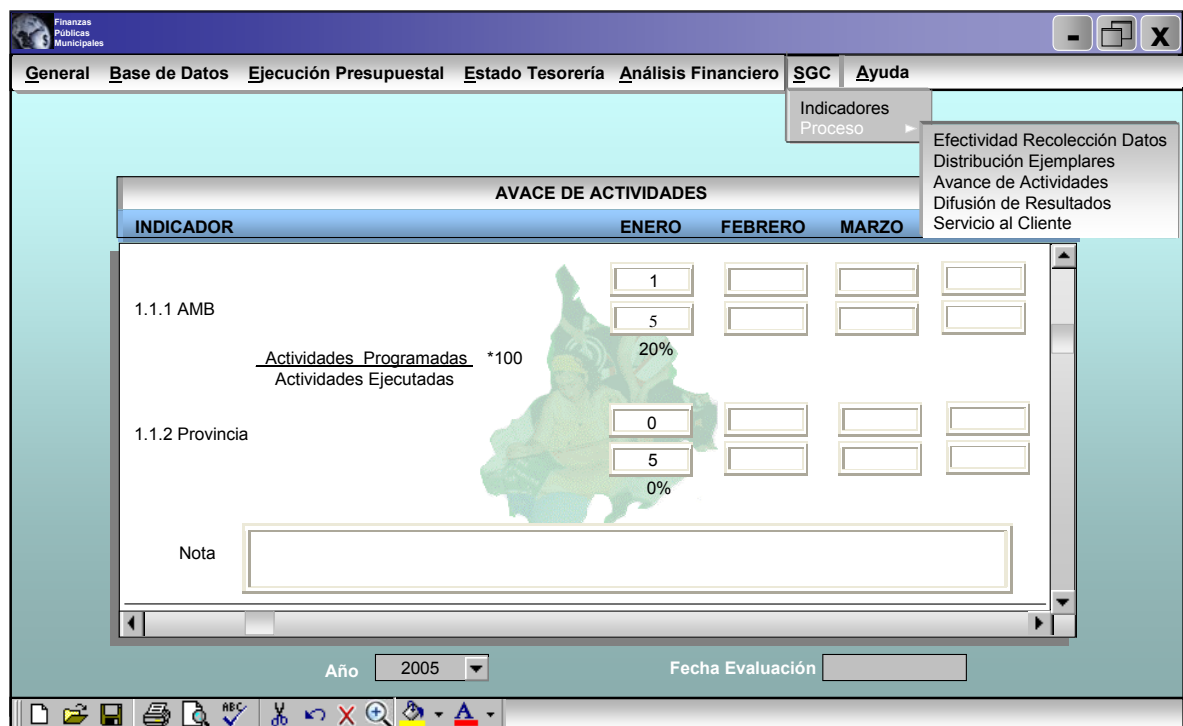 Finanzas
Públicas
Municipales
- X
General Base de Datos Ejecución Presupuestal Estado Tesorería Análisis Financiero SGC Ayuda
Indicadores
Proceso
Efectividad Recolección Datos
Distribución Ejemplares
Avance de Actividades
Difusión de Resultados
Servicio al Cliente
AVACE DE ACTIVIDADES
INDICADOR ENERO FEBRERO MARZO
1
1.1.1 AMB
5
20%
Actividades Programadas *100
Actividades Ejecutadas
0
1.1.2 Provincia
5
0%
Nota
Año 2005 Fecha Evaluación
ABC A